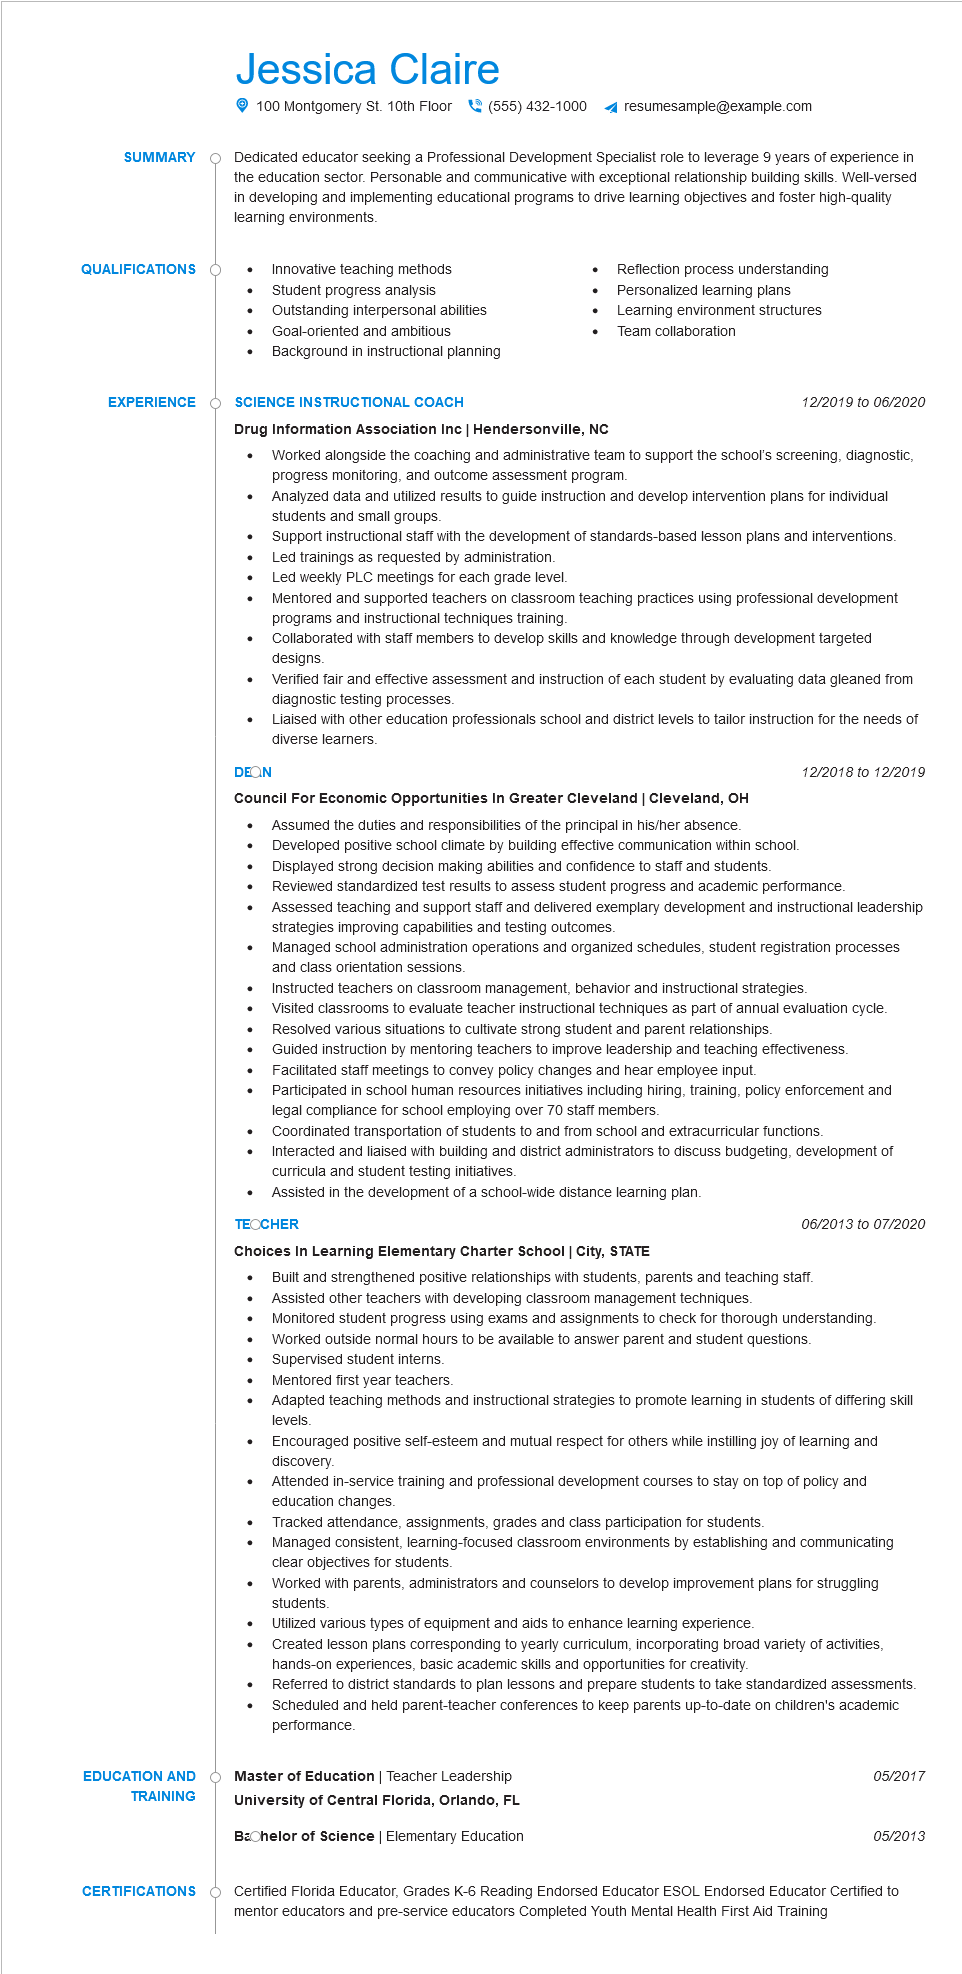 Jessica Claire
100 Montgomery St. 10th Floor (555) 432-1000 resumesample@example.com
SUMMARY
Dedicated educator seeking a Professional Development Specialist role to leverage 9 years of experience in
the education sector. Personable and communicative with exceptional relationship building skills. Well-versed
in developing and implementing educational programs to drive learning objectives and foster high-quality
learning environments.
QUALIFICATIONS
• Innovative teaching methods
• Student progress analysis
• Outstanding interpersonal abilities
• Goal-oriented and ambitious
• Background in instructional planning
• Reflection process understanding
• Personalized learning plans
• Learning environment structures
• Team collaboration
EXPERIENCE
SCIENCE INSTRUCTIONAL COACH 12/2019 to 06/2020
Drug Information Association Inc | Hendersonville, NC
• Worked alongside the coaching and administrative team to support the school's screening, diagnostic,
progress monitoring, and outcome assessment program.
• Analyzed data and utilized results to guide instruction and develop intervention plans for individual
students and small groups.
• Support instructional staff with the development of standards-based lesson plans and interventions.
• Led trainings as requested by administration.
• Led weekly PLC meetings for each grade level.
• Mentored and supported teachers on classroom teaching practices using professional development
programs and instructional techniques training.
• Collaborated with staff members to develop skills and knowledge through development targeted
designs.
• Verified fair and effective assessment and instruction of each student by evaluating data gleaned from
diagnostic testing processes.
• Liaised with other education professionals school and district levels to tailor instruction for the needs of
diverse learners.
DEAN 12/2018 to 12/2019
Council For Economic Opportunities In Greater Cleveland | Cleveland, OH
• Assumed the duties and responsibilities of the principal in his/her absence.
• Developed positive school climate by building effective communication within school.
• Displayed strong decision making abilities and confidence to staff and students.
• Reviewed standardized test results to assess student progress and academic performance.
• Assessed teaching and support staff and delivered exemplary development and instructional leadership
strategies improving capabilities and testing outcomes.
• Managed school administration operations and organized schedules, student registration processes
and class orientation sessions.
• Instructed teachers on classroom management, behavior and instructional strategies.
• Visited classrooms to evaluate teacher instructional techniques as part of annual evaluation cycle.
• Resolved various situations to cultivate strong student and parent relationships.
• Guided instruction by mentoring teachers to improve leadership and teaching effectiveness.
• Facilitated staff meetings to convey policy changes and hear employee input.
• Participated in school human resources initiatives including hiring, training, policy enforcement and
legal compliance for school employing over 70 staff members.
• Coordinated transportation of students to and from school and extracurricular functions.
• Interacted and liaised with building and district administrators to discuss budgeting, development of
curricula and student testing initiatives.
• Assisted in the development of a school-wide distance learning plan.
TEACHER 06/2013 to 07/2020
Choices In Learning Elementary Charter School | City, STATE
• Built and strengthened positive relationships with students, parents and teaching staff.
• Assisted other teachers with developing classroom management techniques.
• Monitored student progress using exams and assignments to check for thorough understanding.
• Worked outside normal hours to be available to answer parent and student questions.
• Supervised student interns.
• Mentored first year teachers.
• Adapted teaching methods and instructional strategies to promote learning in students of differing skill
levels.
• Encouraged positive self-esteem and mutual respect for others while instilling joy of learning and
discovery.
• Attended in-service training and professional development courses to stay on top of policy and
education changes.
• Tracked attendance, assignments, grades and class participation for students.
• Managed consistent, learning-focused classroom environments by establishing and communicating
clear objectives for students.
• Worked with parents, administrators and counselors to develop improvement plans for struggling
students.
• Utilized various types of equipment and aids to enhance learning experience.
• Created lesson plans corresponding to yearly curriculum, incorporating broad variety of activities,
hands-on experiences, basic academic skills and opportunities for creativity.
• Referred to district standards to plan lessons and prepare students to take standardized assessments.
• Scheduled and held parent-teacher conferences to keep parents up-to-date on children's academic
performance.
EDUCATION AND
TRAINING
Master of Education | Teacher Leadership 05/2017
University of Central Florida, Orlando, FL
Bachelor of Science | Elementary Education 05/2013
CERTIFICATIONS
Certified Florida Educator, Grades K-6 Reading Endorsed Educator ESOL Endorsed Educator Certified to
mentor educators and pre-service educators Completed Youth Mental Health First Aid Training